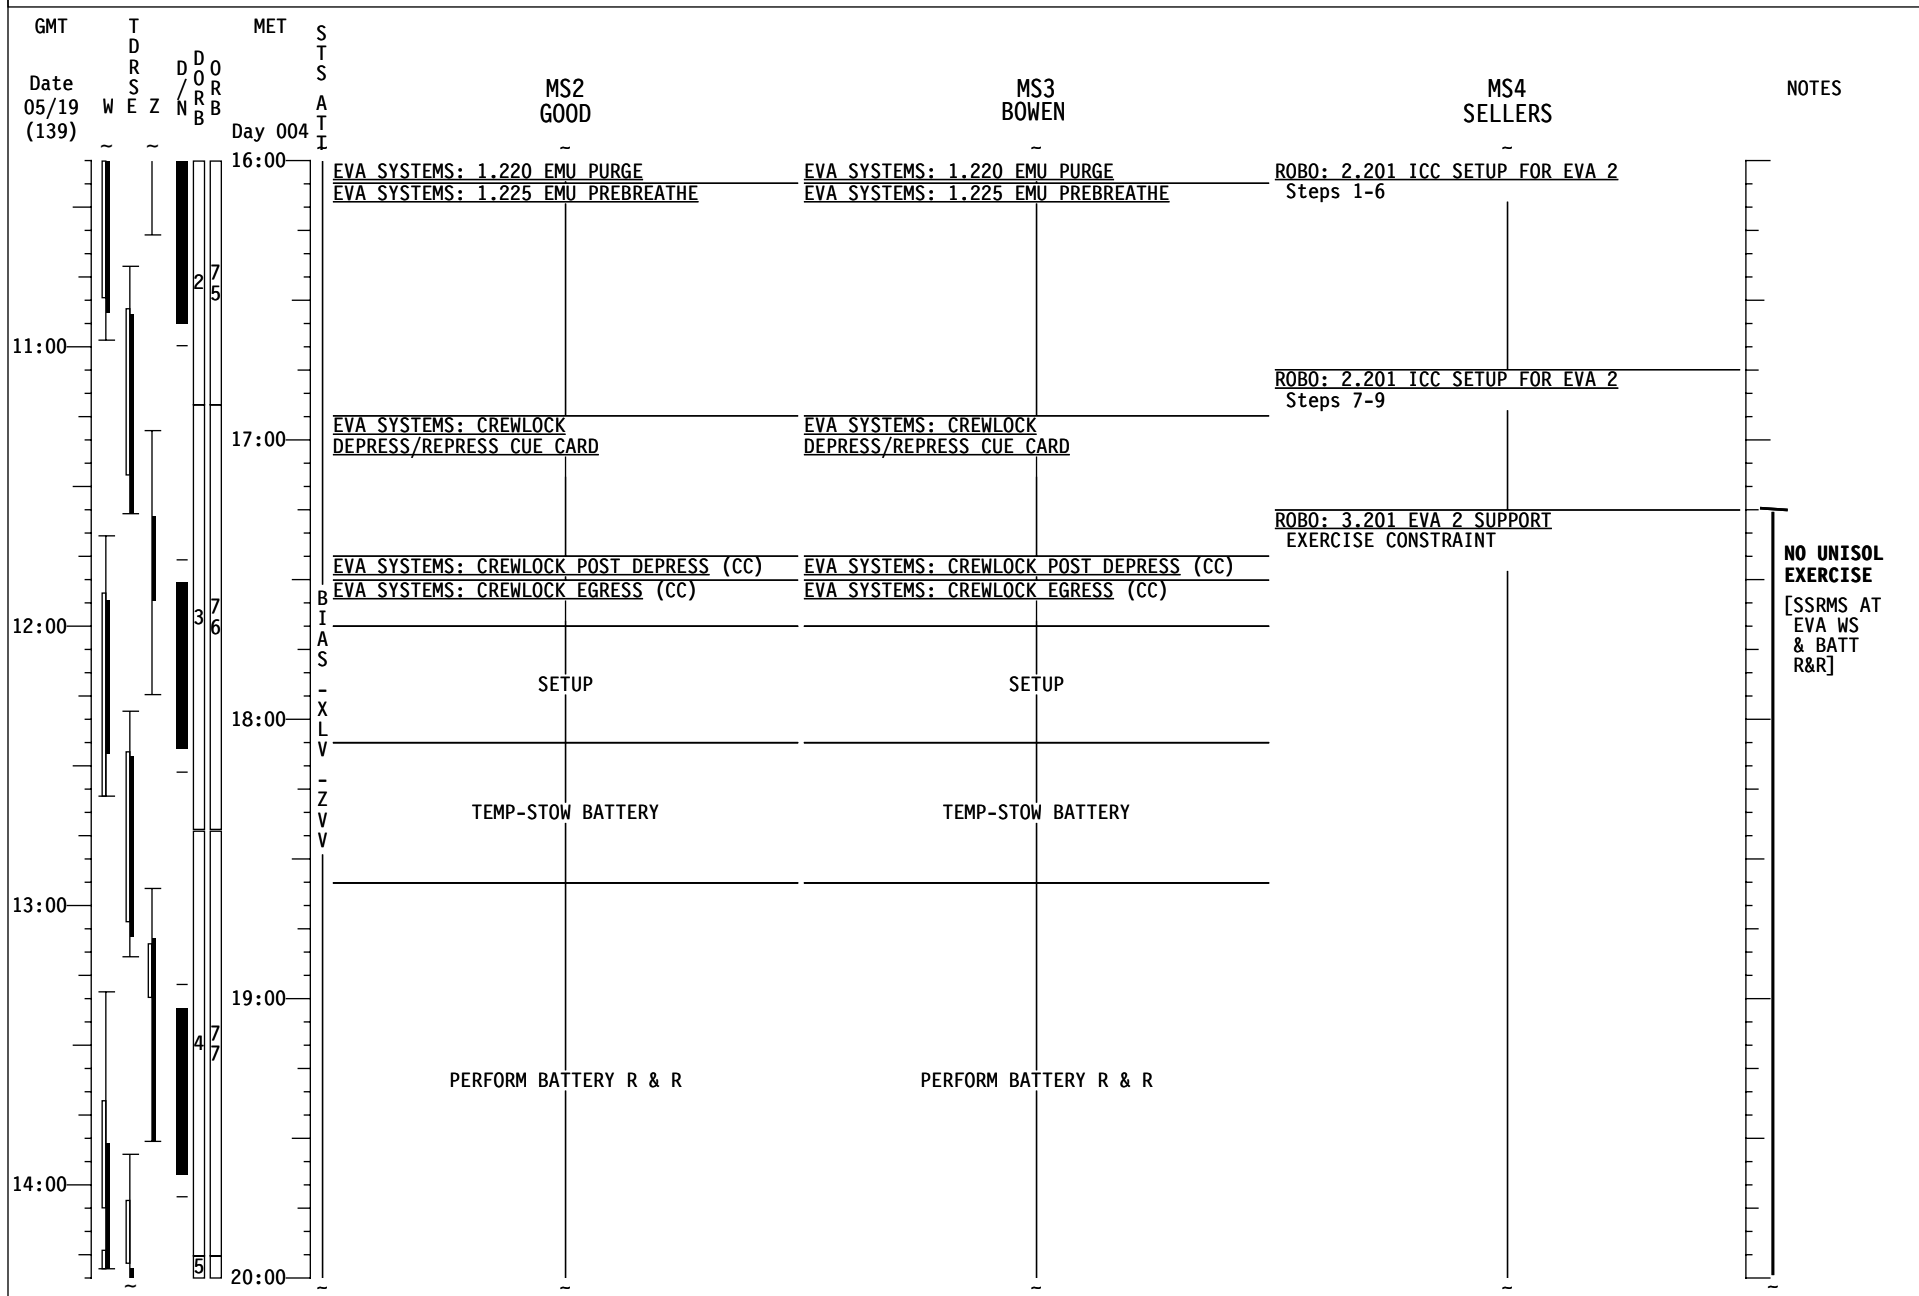 GMT
Date
05/19
(139)
TDRS
W E Z
D/N
DORB
ORB
MET
Day 004
STS ATT
MS2
GOOD
MS3
BOWEN
MS4
SELLERS
NOTES
~ ~ ~ ~ ~
16:00
EVA SYSTEMS: 1.220 EMU PURGE
EVA SYSTEMS: 1.225 EMU PREBREATHE
EVA SYSTEMS: 1.220 EMU PURGE
EVA SYSTEMS: 1.225 EMU PREBREATHE
ROBO: 2.201 ICC SETUP FOR EVA 2
Steps 1-6
2
75
11:00
ROBO: 2.201 ICC SETUP FOR EVA 2
Steps 7-9
17:00
EVA SYSTEMS: CREWLOCK
DEPRESS/REPRESS CUE CARD
EVA SYSTEMS: CREWLOCK
DEPRESS/REPRESS CUE CARD
ROBO: 3.201 EVA 2 SUPPORT
EXERCISE CONSTRAINT
NO UNISOL
EXERCISE
[SSRMS AT
EVA WS
& BATT
R&R]
EVA SYSTEMS: CREWLOCK POST DEPRESS (CC)
EVA SYSTEMS: CREWLOCK EGRESS (CC)
EVA SYSTEMS: CREWLOCK POST DEPRESS (CC)
EVA SYSTEMS: CREWLOCK EGRESS (CC)
BIAS -XLV -ZVV
3
76
12:00
SETUP
SETUP
18:00
TEMP-STOW BATTERY
TEMP-STOW BATTERY
13:00
19:00
4
77
PERFORM BATTERY R & R
PERFORM BATTERY R & R
14:00
5
20:00
~ ~ ~ ~ ~ ~